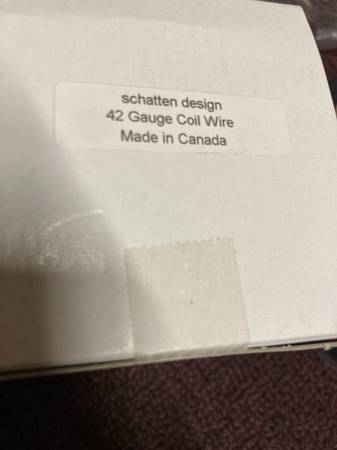 schatten design
42 Gauge Coil Wire
Made in Canada